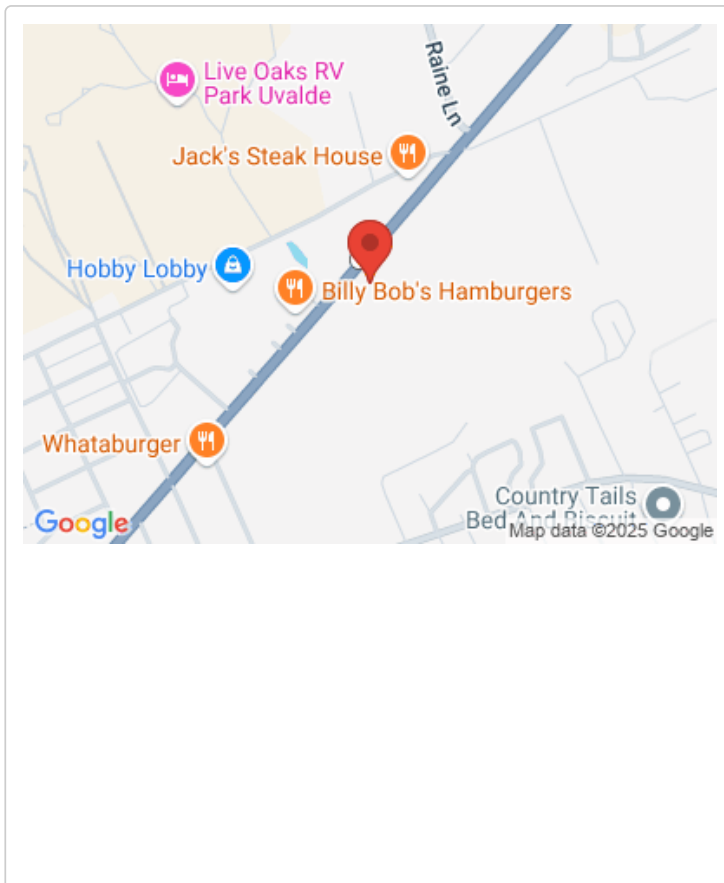 Live Oaks RV
Park Uvalde
Raine Ln
Jack's Steak House
Hobby Lobby
Billy Bob's Hamburgers
Whataburger
Country Tails
Bed And Biscuit
Google
Map data ©2025 Google